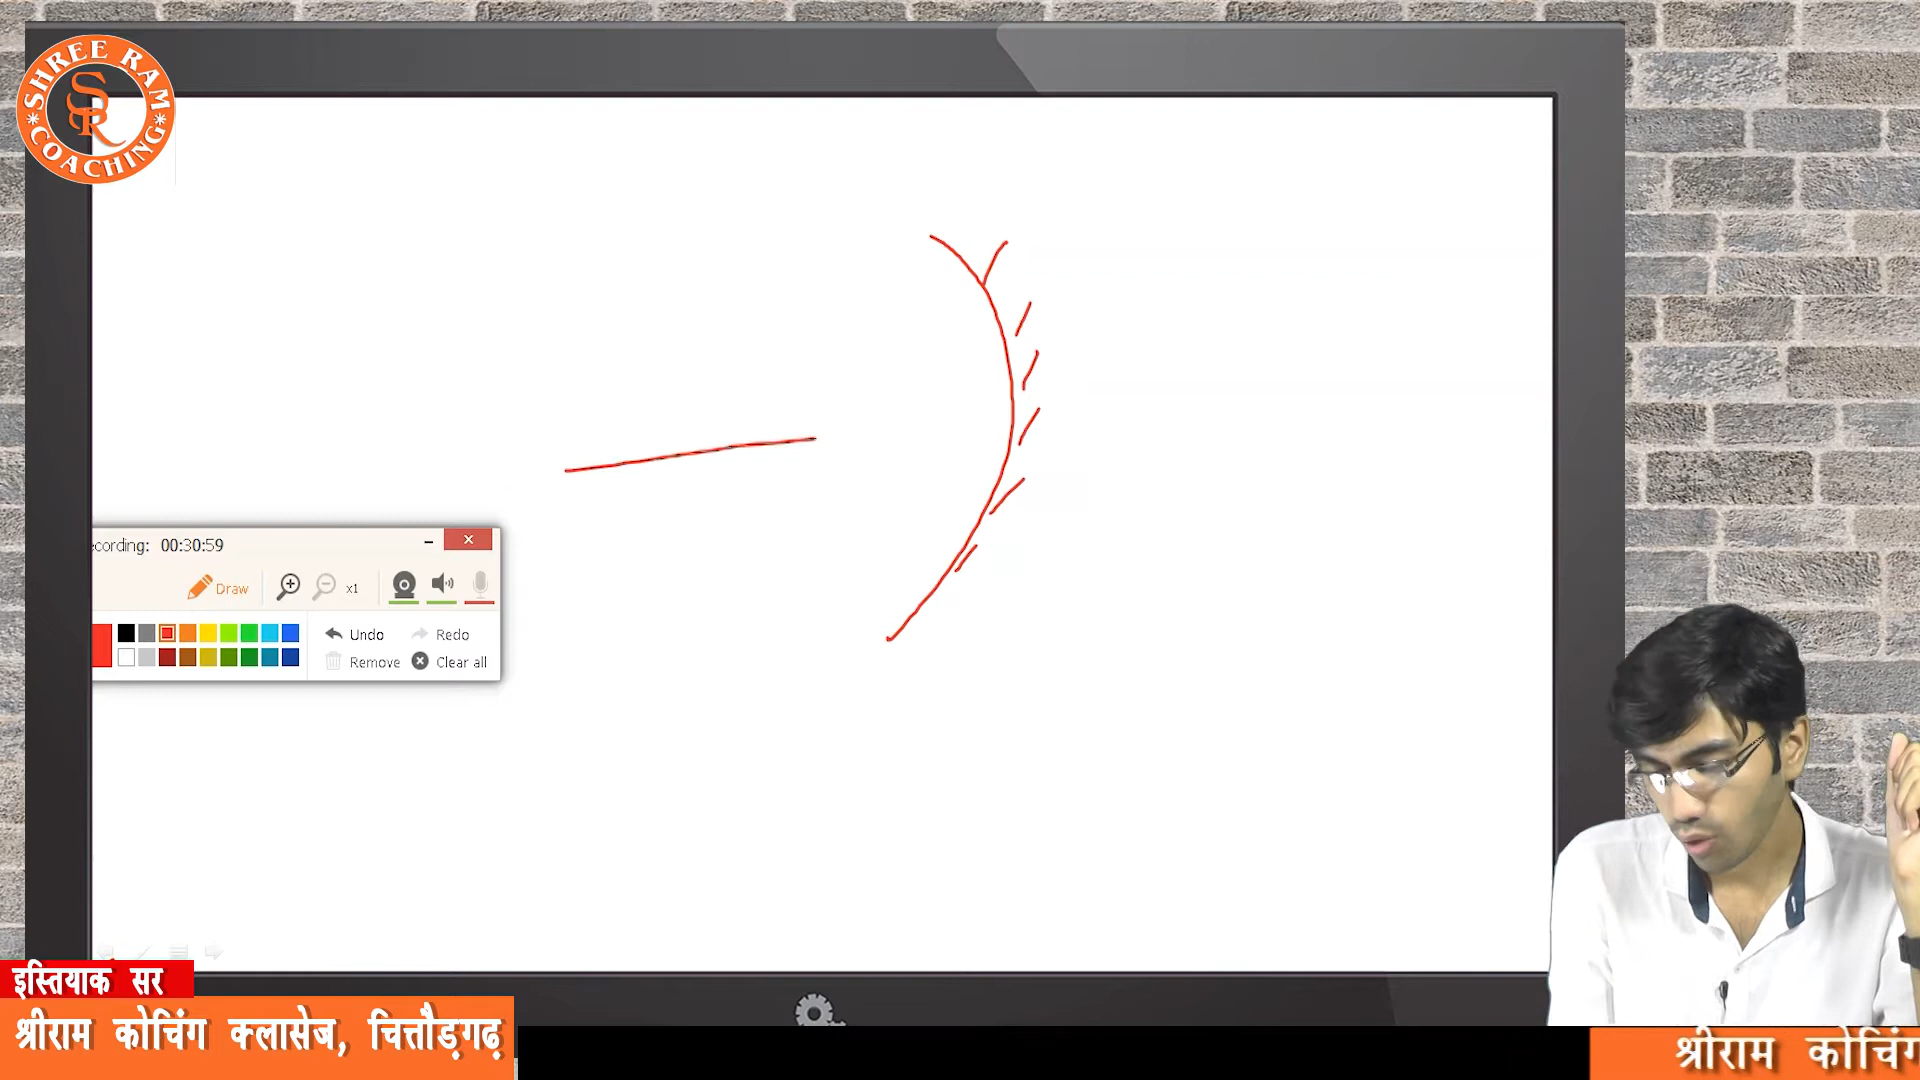 SHREE RAM
SR
COACHING
ecording: 00:30:59
Draw
x1
Undo
Redo
Remove
Clear all
इस्तियाक सर
श्रीराम कोचिंग क्लासेज, चित्तौड़गढ़
श्रीराम कोचिंग